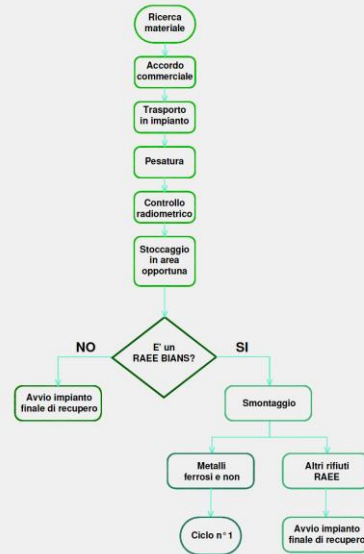 Ricerca
materiale
Accordo
commerciale
Trasporto
in impianto
Pesatura
Controllo
radiometrico
Stoccaggio
in area
opportuna
NO
E' un
RAEE BIANS?
SI
Avvio impianto
finale di recupero
Smontaggio
Metalli
ferrosi e non
Altri rifiuti
RAEE
Ciclo n° 1
Avvio impianto
finale di recupero